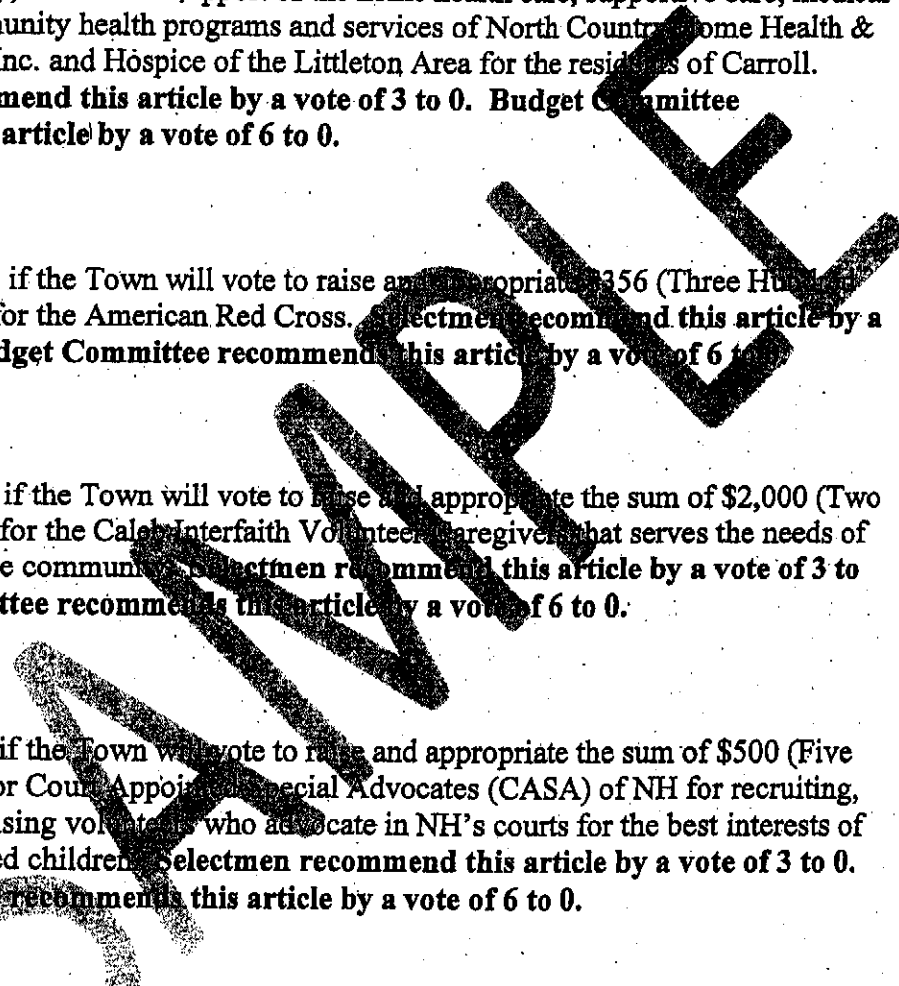 unity health programs and services of North Country Home Health &
Inc. and Hospice of the Littleton Area for the residents of Carroll.
mend this article by a vote of 3 to 0. Budget Committee
article by a vote of 6 to 0.
if the Town will vote to raise and appropriate $356 (Three Hundred
for the American Red Cross. Selectmen recommend this article by a
dget Committee recommends this article by a vote of 6 to 0.
if the Town will vote to raise and appropriate the sum of $2,000 (Two
for the Caleb Interfaith Volunteer Caregivers that serves the needs of
e community. Selectmen recommend this article by a vote of 3 to
ttee recommends this article by a vote of 6 to 0.
if the Town will vote to raise and appropriate the sum of $500 (Five
or Court Appointed Special Advocates (CASA) of NH for recruiting,
sing volunteers who advocate in NH's courts for the best interests of
ed children. Selectmen recommend this article by a vote of 3 to 0.
recommends this article by a vote of 6 to 0.
SAMPLE